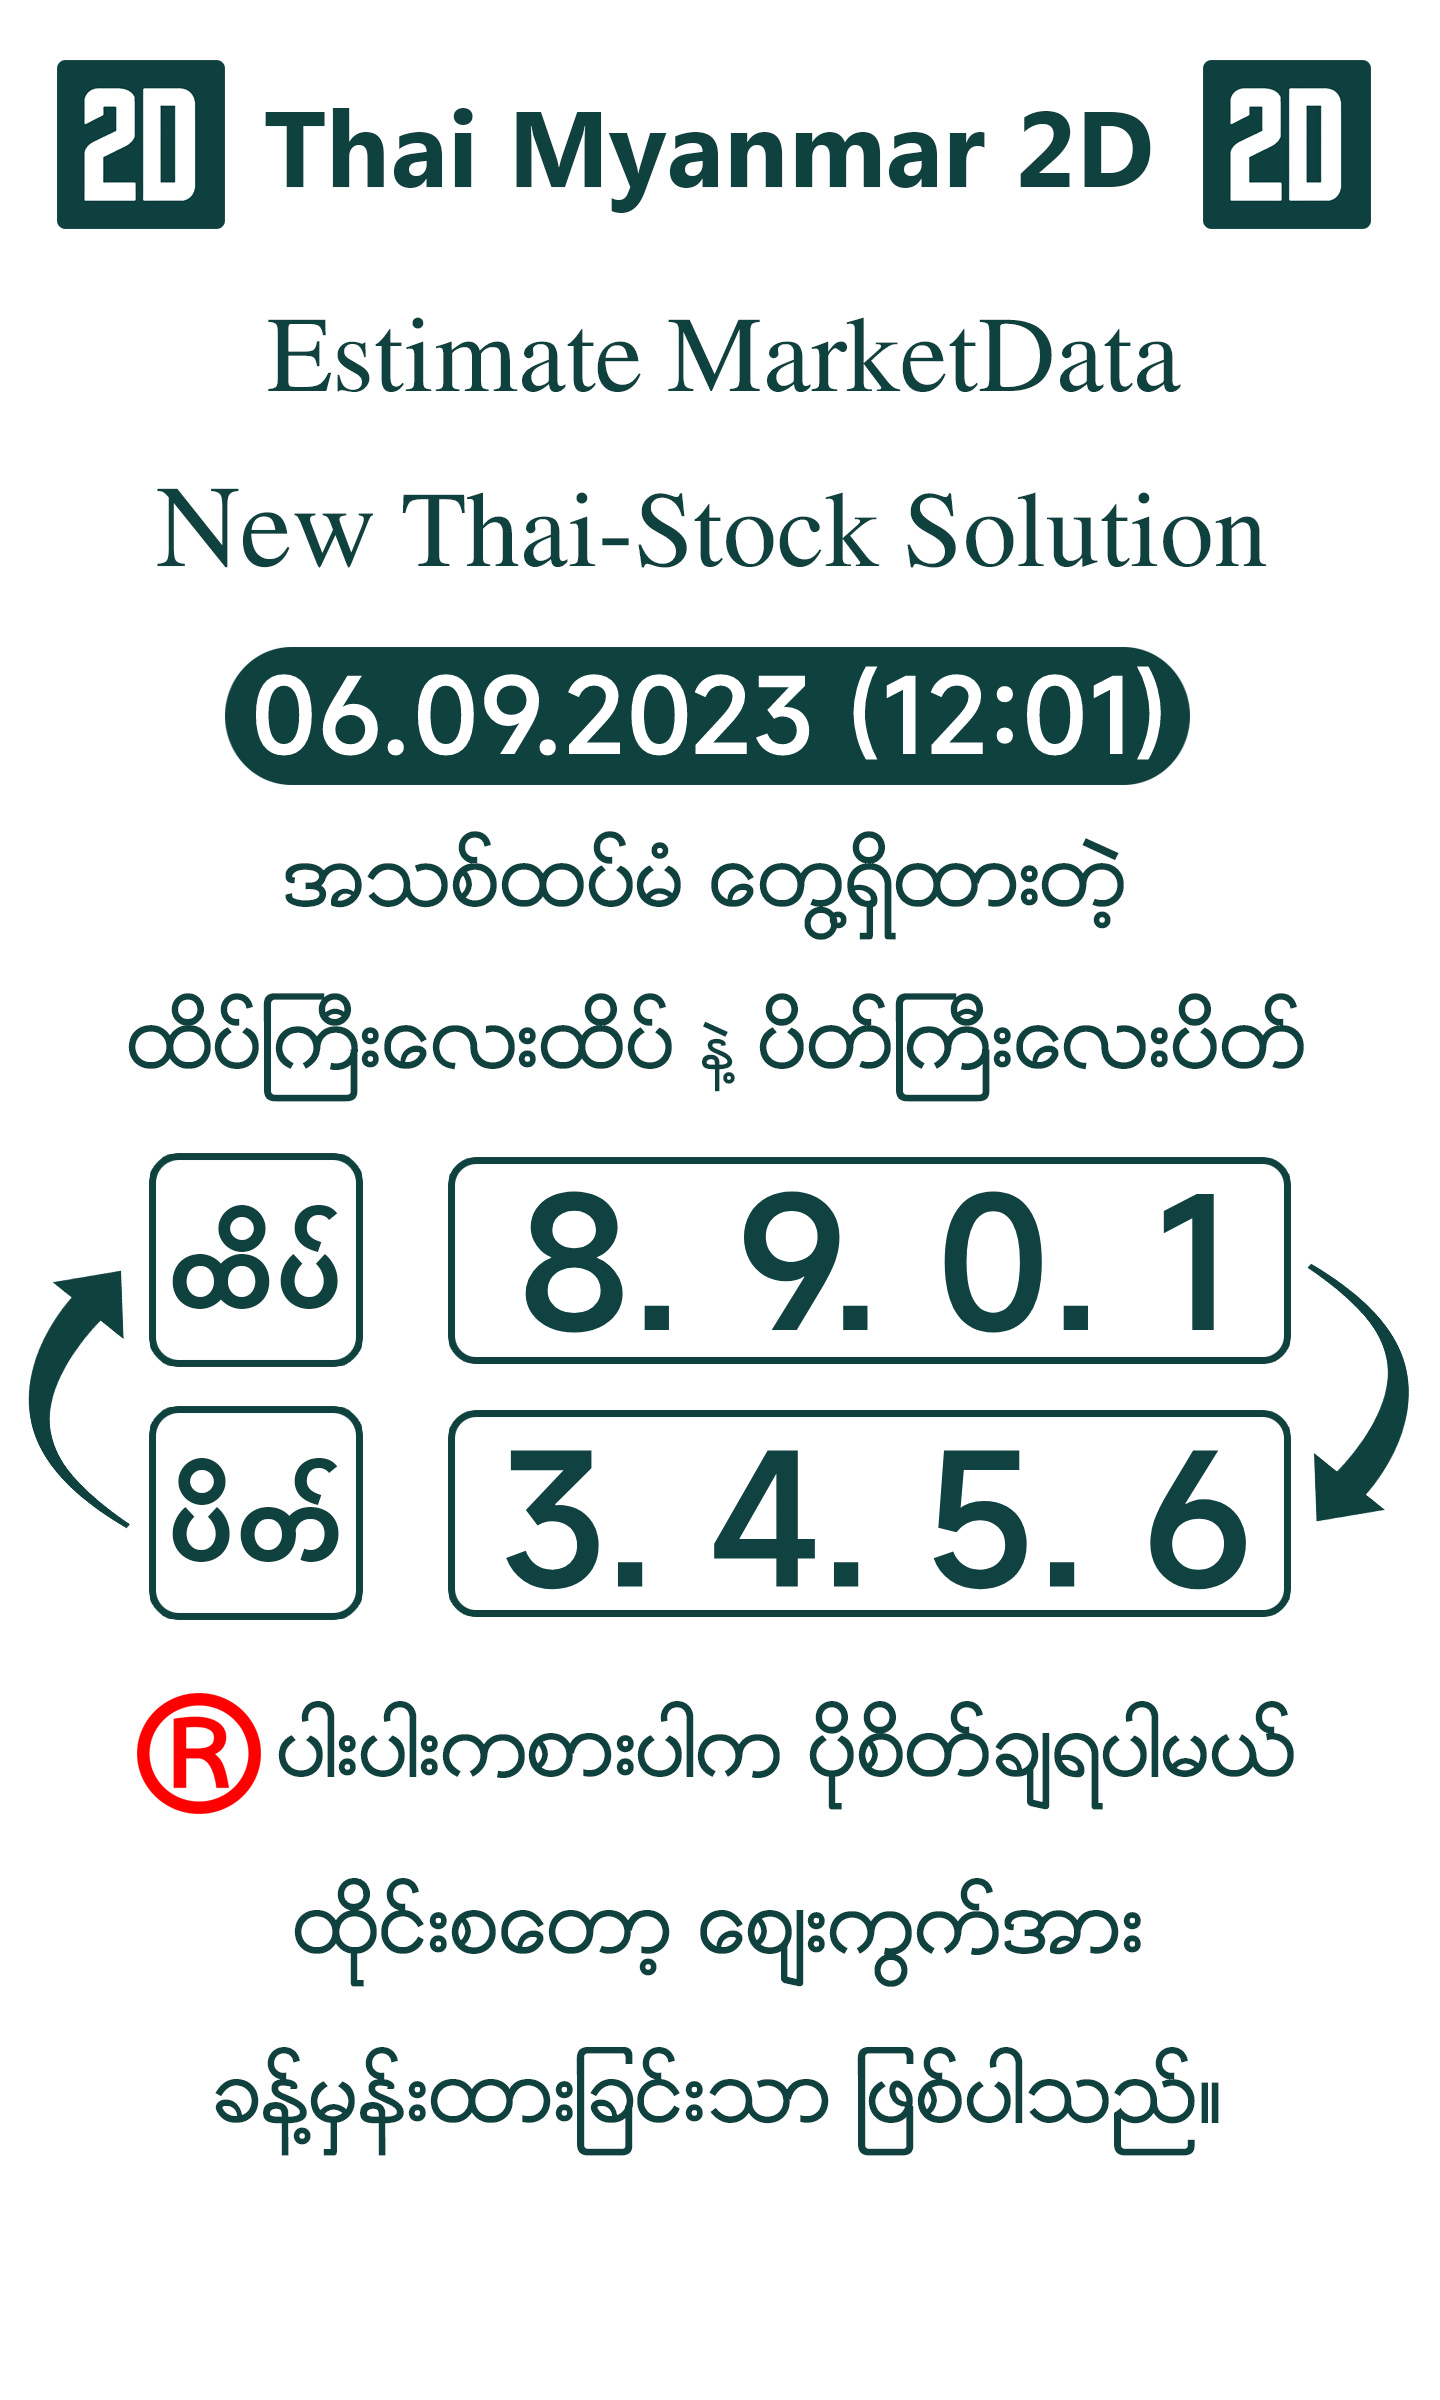 2D Thai Myanmar 2D 2D
Estimate MarketData
New Thai-Stock Solution
06.09.2023 (12:01)
အသစ်ထပ်မံ တွေ့ရှိထားတဲ့
ထိပ်ကြီးလေးထိပ် နဲ့ ပိတ်ကြီးလေးပိတ်
ထိပ် 8. 9. 0. 1
ပိတ် 3. 4. 5. 6
® ပါးပါးကစားပါက ပိုစိတ်ချရပါမယ်
ထိုင်းစတော့ ဈေးကွက်အား
ခန့်မှန်းထားခြင်းသာ ဖြစ်ပါသည်။